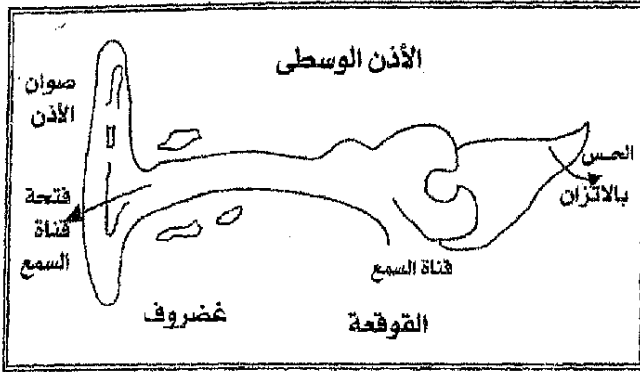 الأذن الوسطى
صوان
الأذن
الحس
بالاتزان
فتحة
قناة
السمع
قناة السمع
غضروف
القوقعة